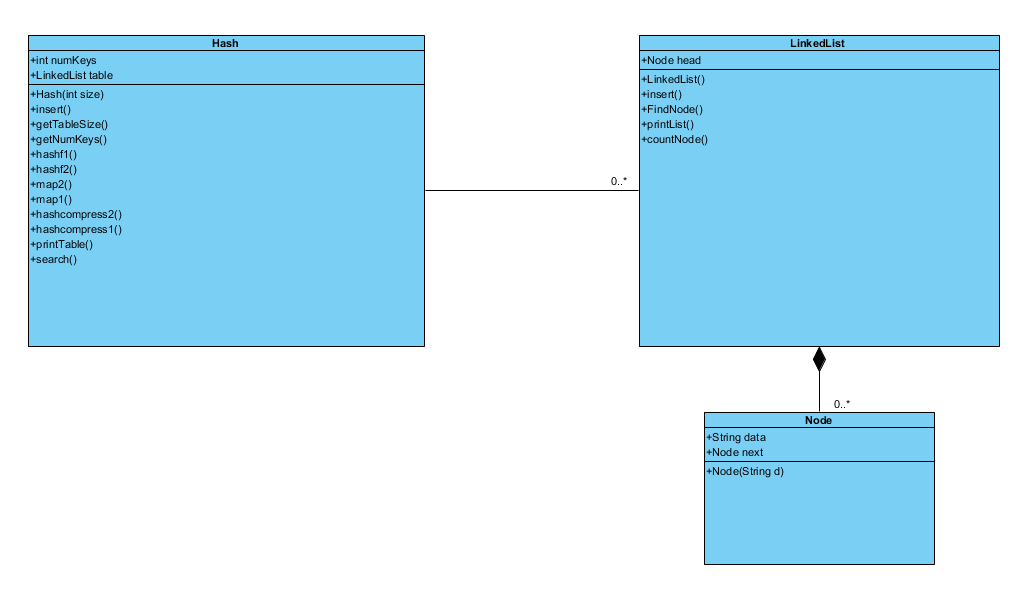 Hash
+int numKeys
+LinkedList table
+Hash(int size)
+insert()
+getTableSize()
+getNumKeys()
+hashf1()
+hashf2()
+map2()
+map1()
+hashcompress2()
+hashcompress1()
+printTable()
+search()
0..*
LinkedList
+Node head
+LinkedList()
+insert()
+FindNode()
+printList()
+countNode()
0..*
Node
+String data
+Node next
+Node(String d)